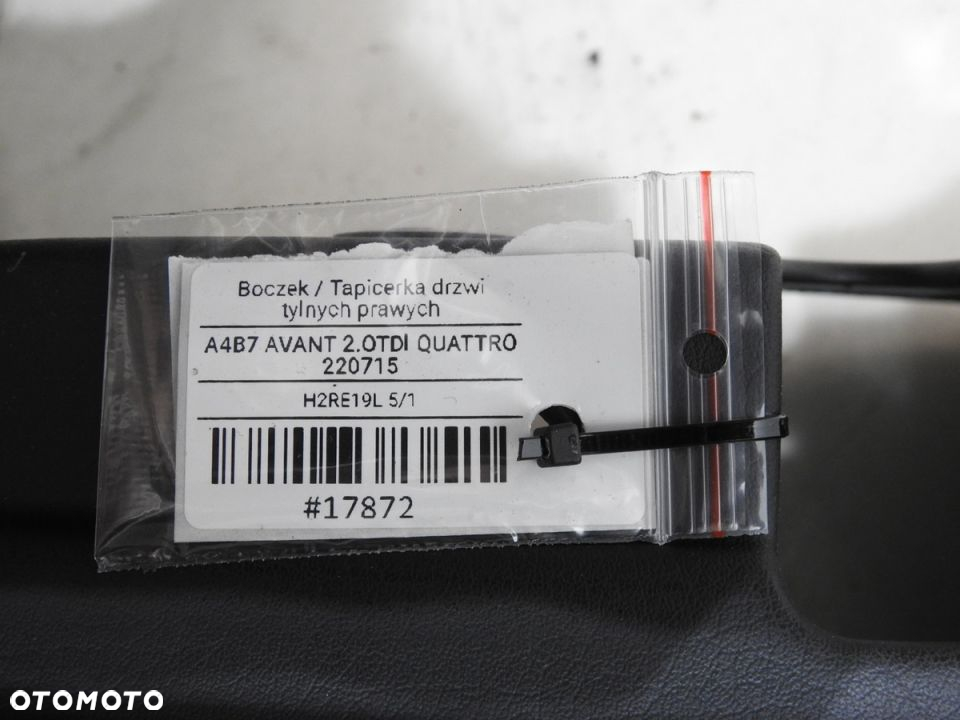 Boczek / Tapicerka drzwi
tylnych prawych
A4B7 AVANT 2.0TDI QUATTRO
220715
H2RE19L 5/1
#17872
OTOMOTO